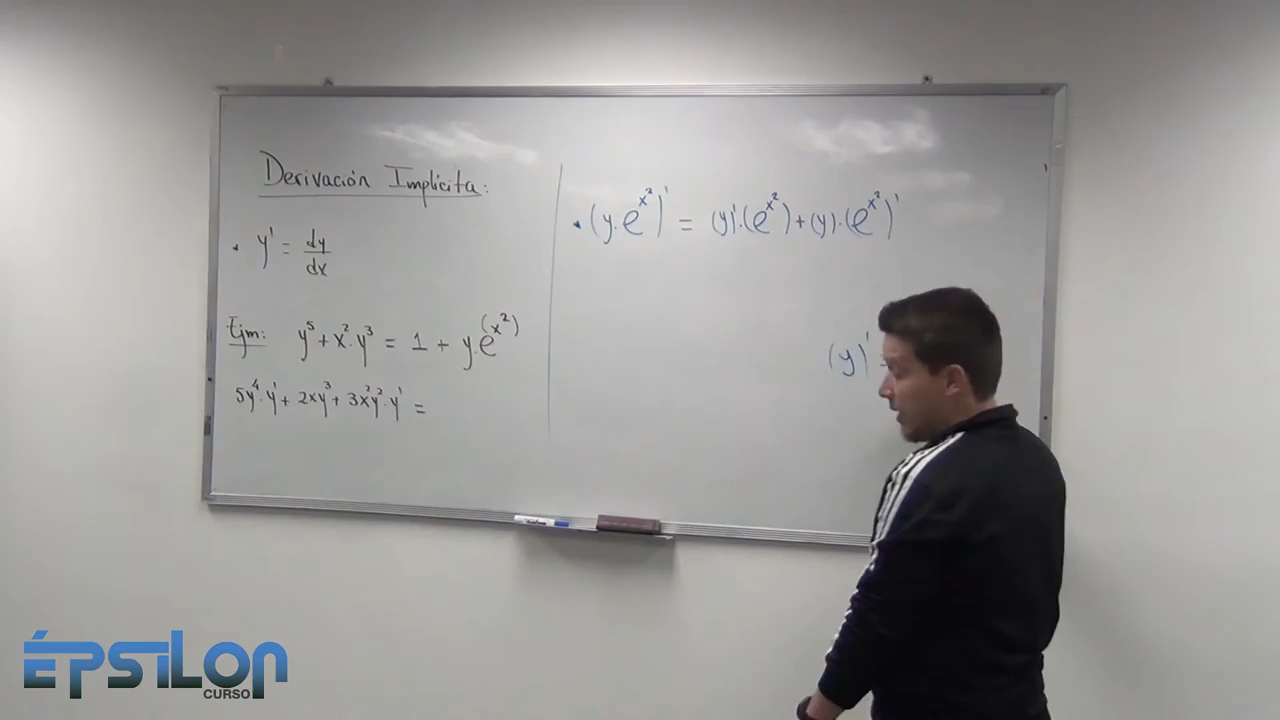 Derivación Implícita:
• y' = dy/dx
Ejm: y⁵ + x²·y³ = 1 + y·e^(x²)
5y⁴·y' + 2xy³ + 3x²y²·y' =
• (y·e^x²)' = (y)'·(e^x²) + (y)·(e^x²)'
(y)'
ÉPSILON
CURSO